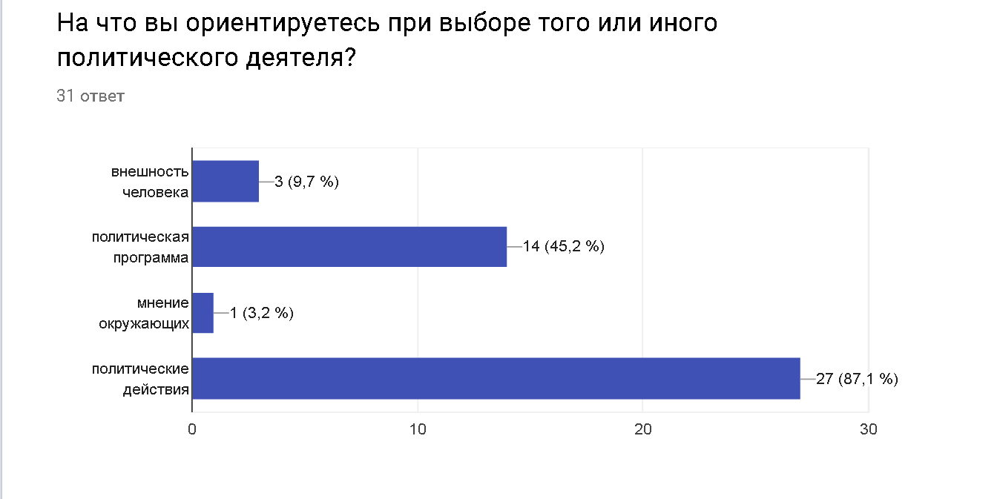 На что вы ориентируетесь при выборе того или иного
политического деятеля?
31 ответ
внешность
человека
3 (9,7 %)
политическая
программа
14 (45,2 %)
мнение
окружающих
1 (3,2 %)
политические
действия
27 (87,1 %)
0
10
20
30